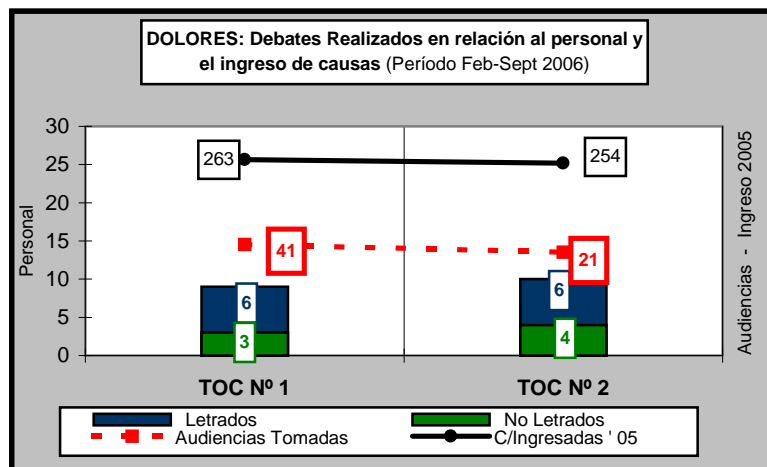 DOLORES: Debates Realizados en relación al personal y
el ingreso de causas (Período Feb-Sept 2006)
30
25
20
15
10
5
0
Personal
263
254
41
21
6
6
3
4
Audiencias - Ingreso 2005
TOC Nº 1
TOC Nº 2
Letrados
No Letrados
Audiencias Tomadas
C/Ingresadas ' 05